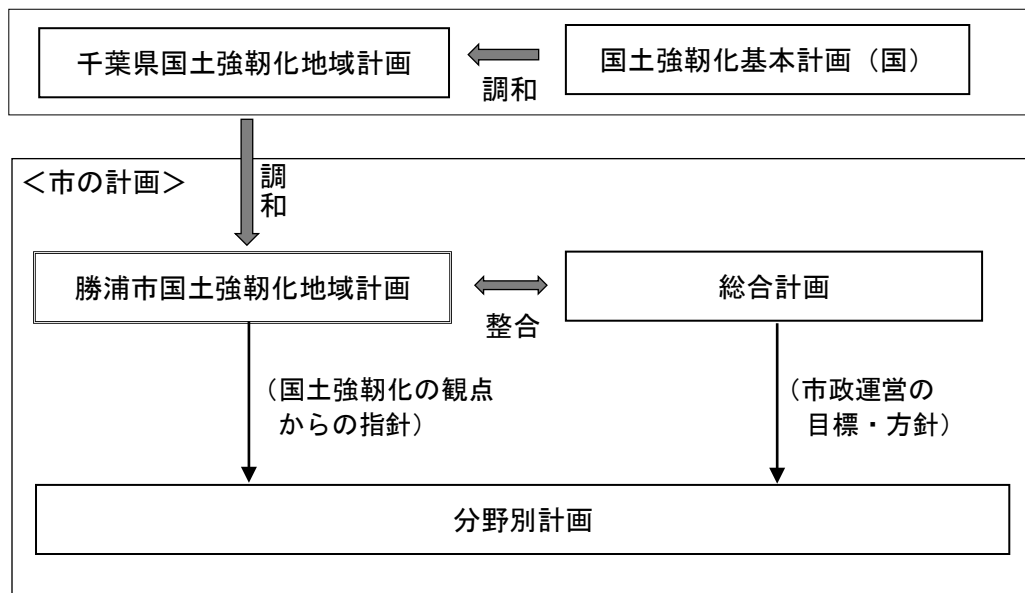 千葉県国土強靭化地域計画
国土強靭化基本計画（国）
調和
＜市の計画＞
調和
勝浦市国土強靭化地域計画
総合計画
整合
（国土強靭化の観点
からの指針）
（市政運営の
目標・方針）
分野別計画